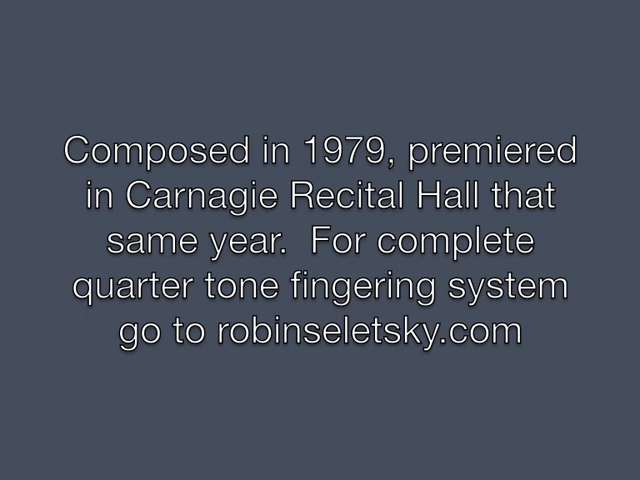 Composed in 1979, premiered
in Carnagie Recital Hall that
same year.  For complete
quarter tone fingering system
go to robinseletsky.com